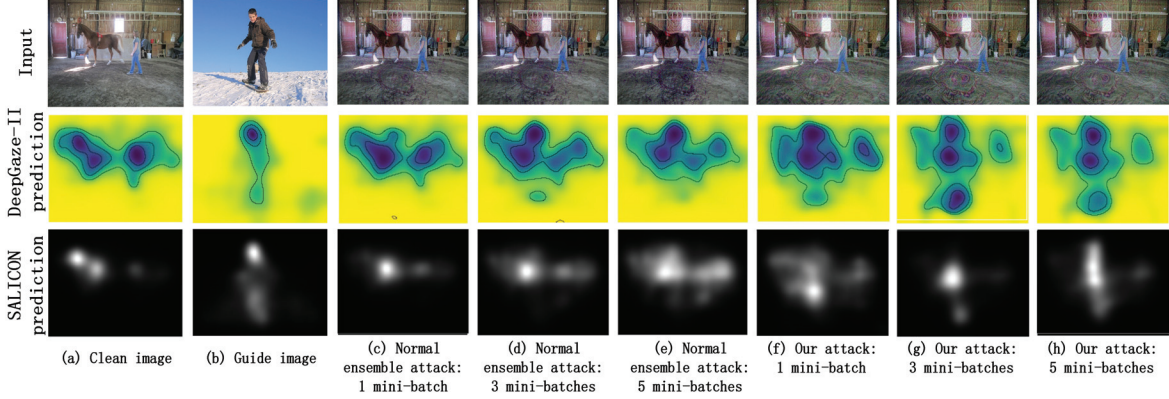 Input
DeepGaze-II
prediction
SALICON
prediction
(a) Clean image
(b) Guide image
(c) Normal
ensemble attack:
1 mini-batch
(d) Normal
ensemble attack:
3 mini-batches
(e) Normal
ensemble attack:
5 mini-batches
(f) Our attack:
1 mini-batch
(g) Our attack:
3 mini-batches
(h) Our attack:
5 mini-batches